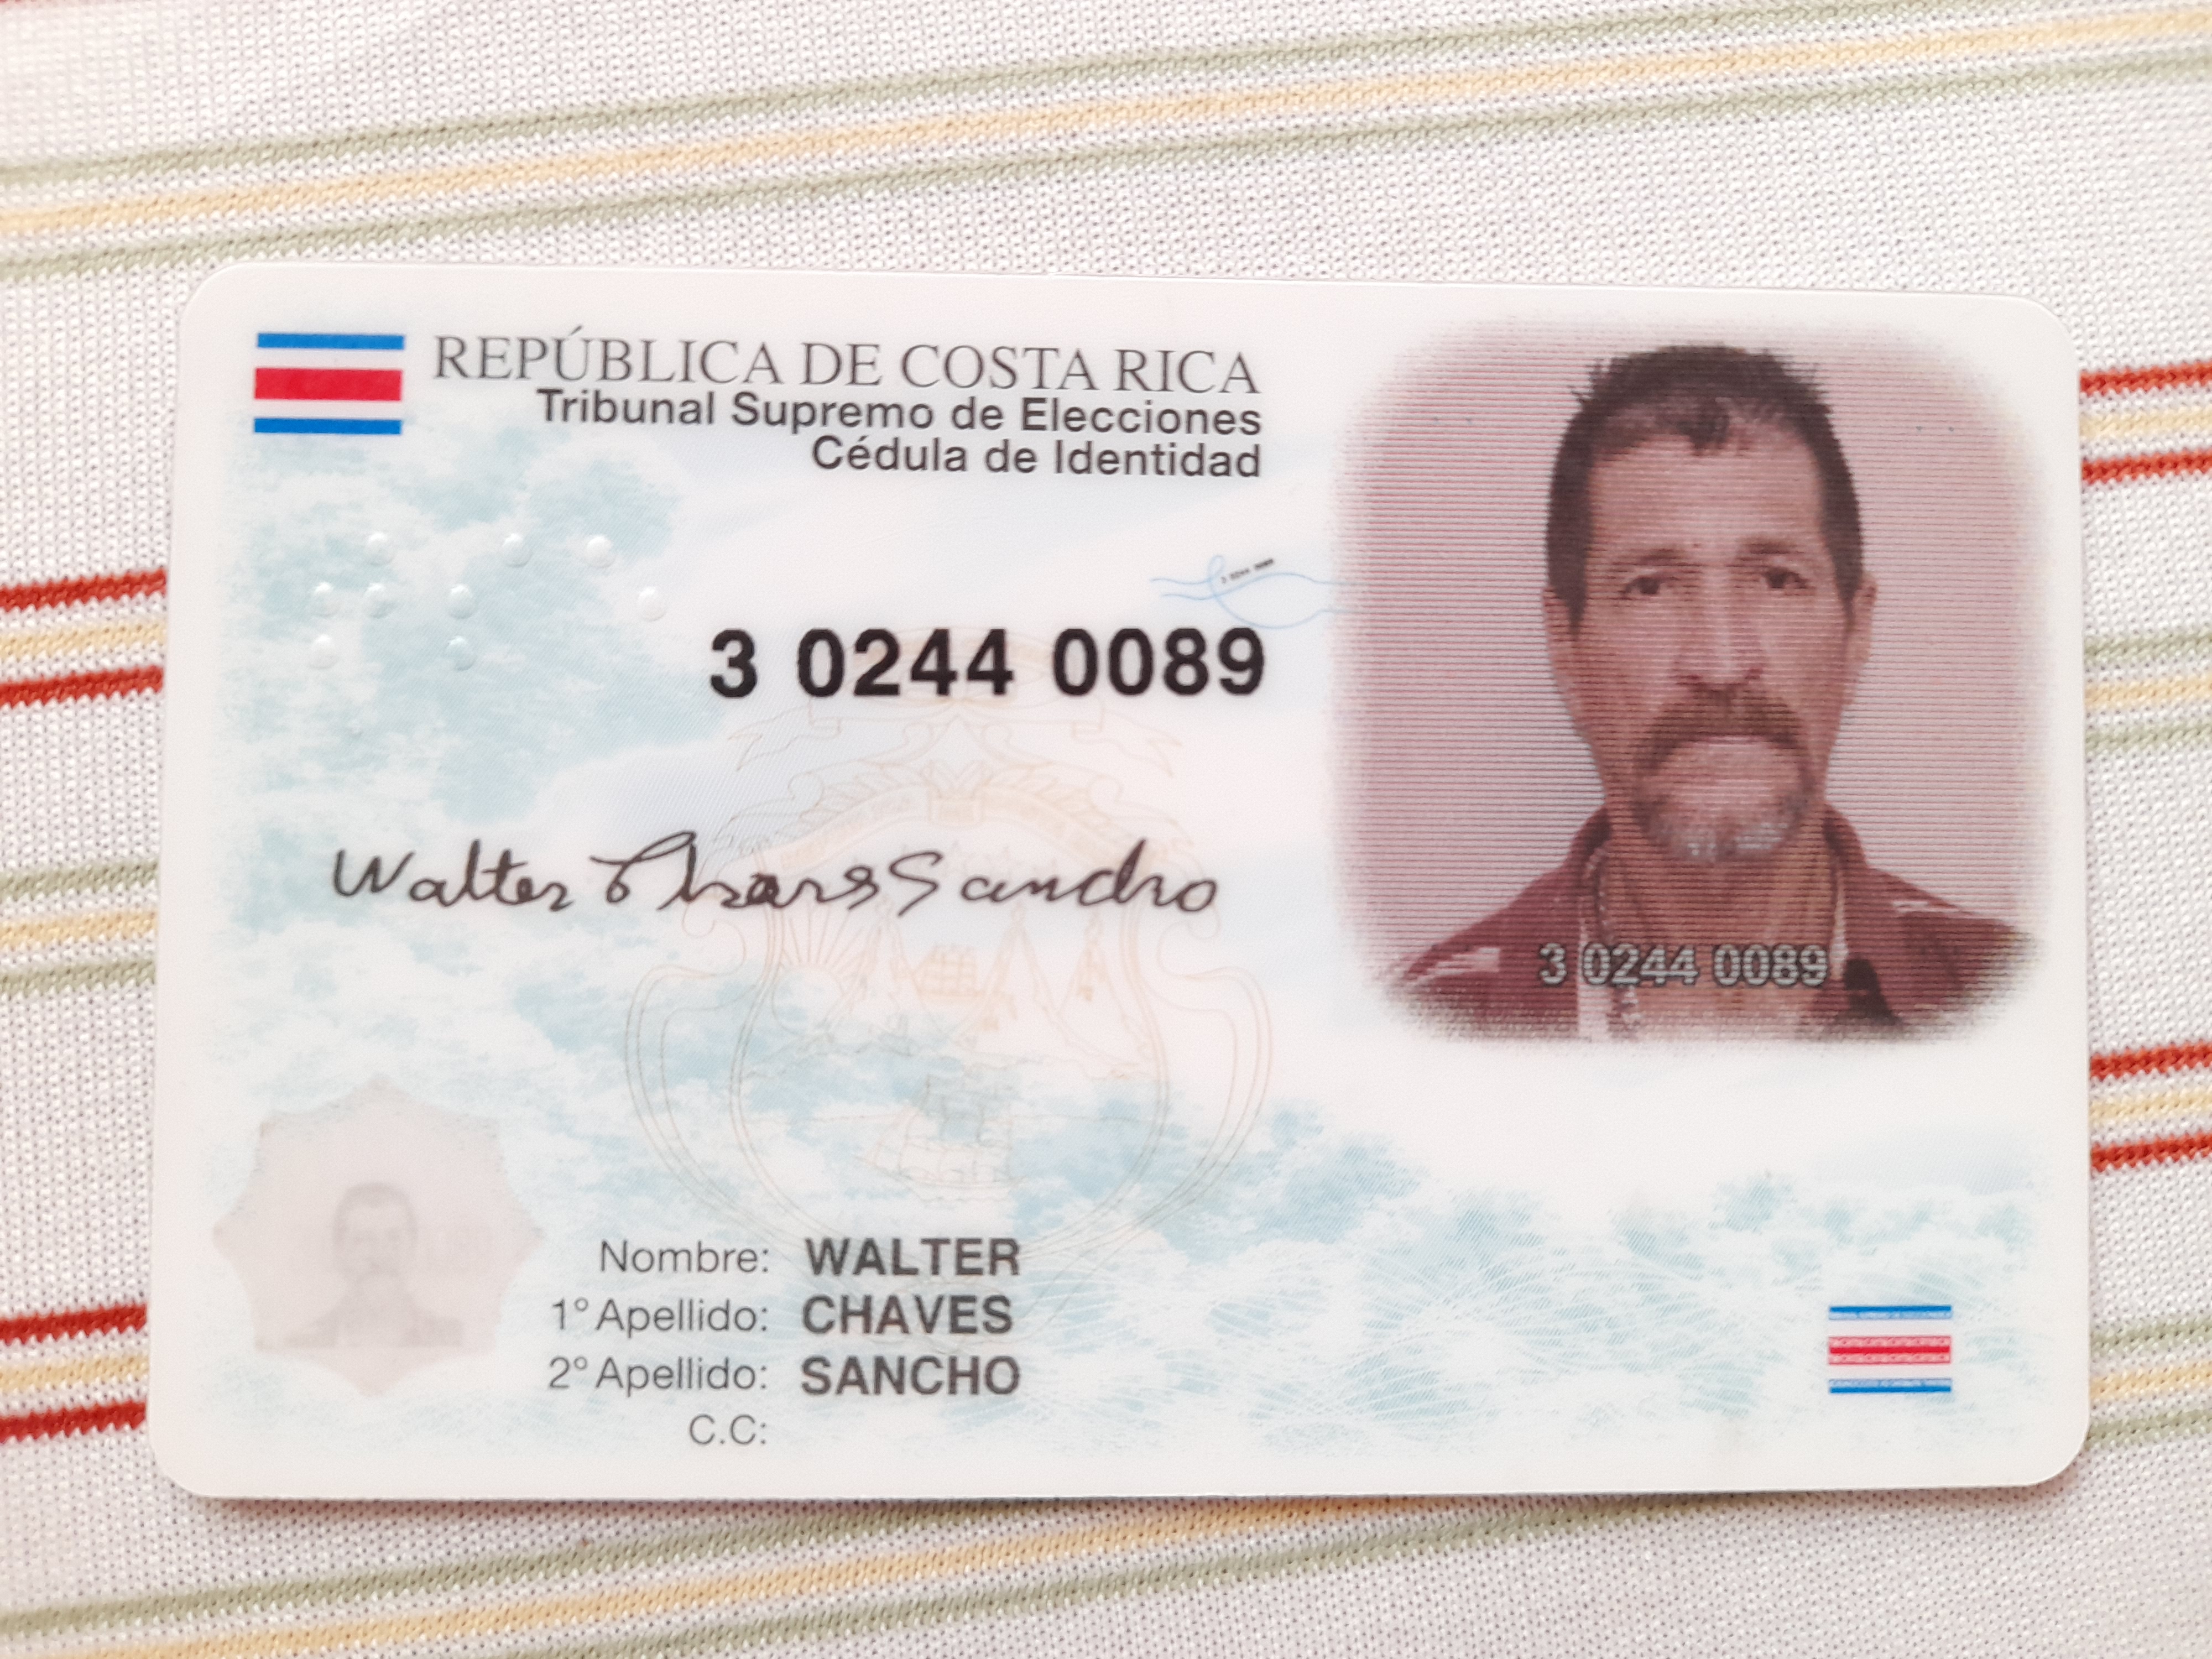 REPÚBLICA DE COSTA RICA
Tribunal Supremo de Elecciones
Cédula de Identidad
3 0244 0089
Walter Chaves Sancho
3 0244 0089
Nombre: WALTER
1° Apellido: CHAVES
2° Apellido: SANCHO
C.C: